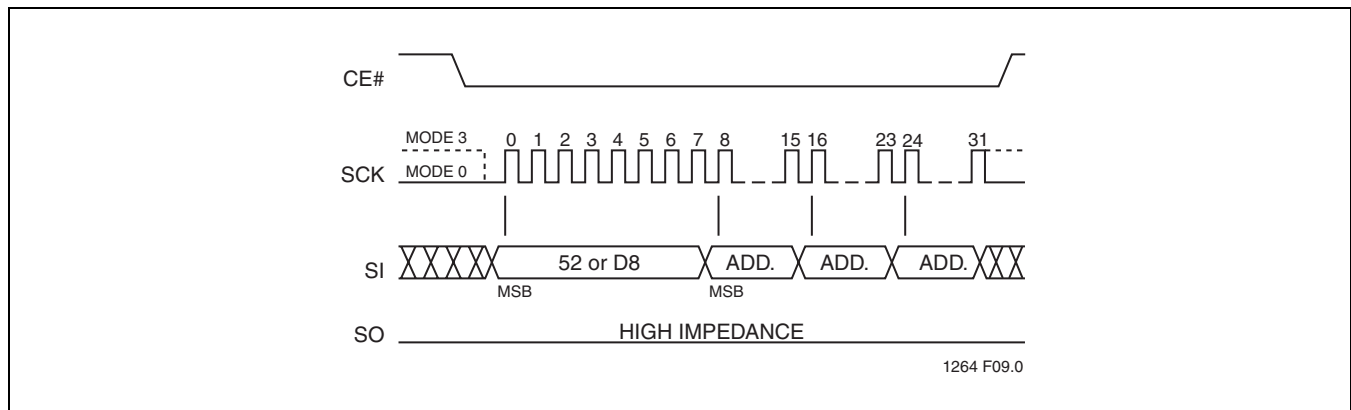 CE#
MODE 3 0 1 2 3 4 5 6 7 8 15 16 23 24 31
SCK MODE 0
SI 52 or D8 ADD. ADD. ADD.
MSB MSB
SO HIGH IMPEDANCE
1264 F09.0